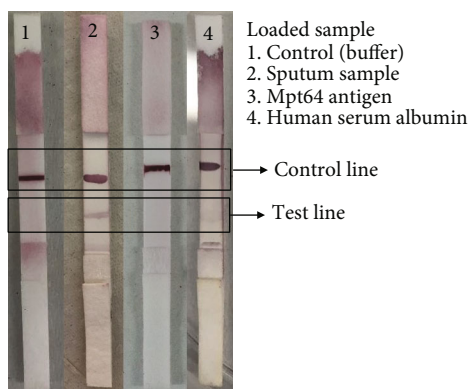 1 2 3 4
Loaded sample
1. Control (buffer)
2. Sputum sample
3. Mpt64 antigen
4. Human serum albumin
Control line
Test line